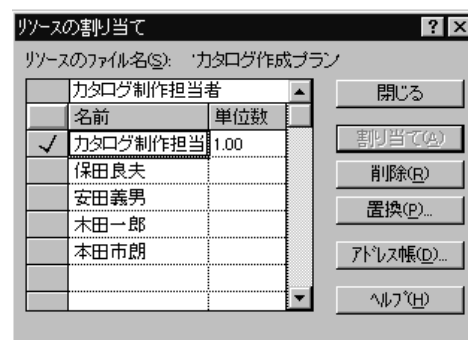 リソースの割り当て
リソースのファイル名(S): 'カタログ作成プラン
カタログ制作担当者
名前 単位数
カタログ制作担当 1.00
保田良夫
安田義男
木田一郎
本田市朗
閉じる
割り当て(A)
削除(R)
置換(P)...
アドレス帳(D)...
ヘルプ(H)